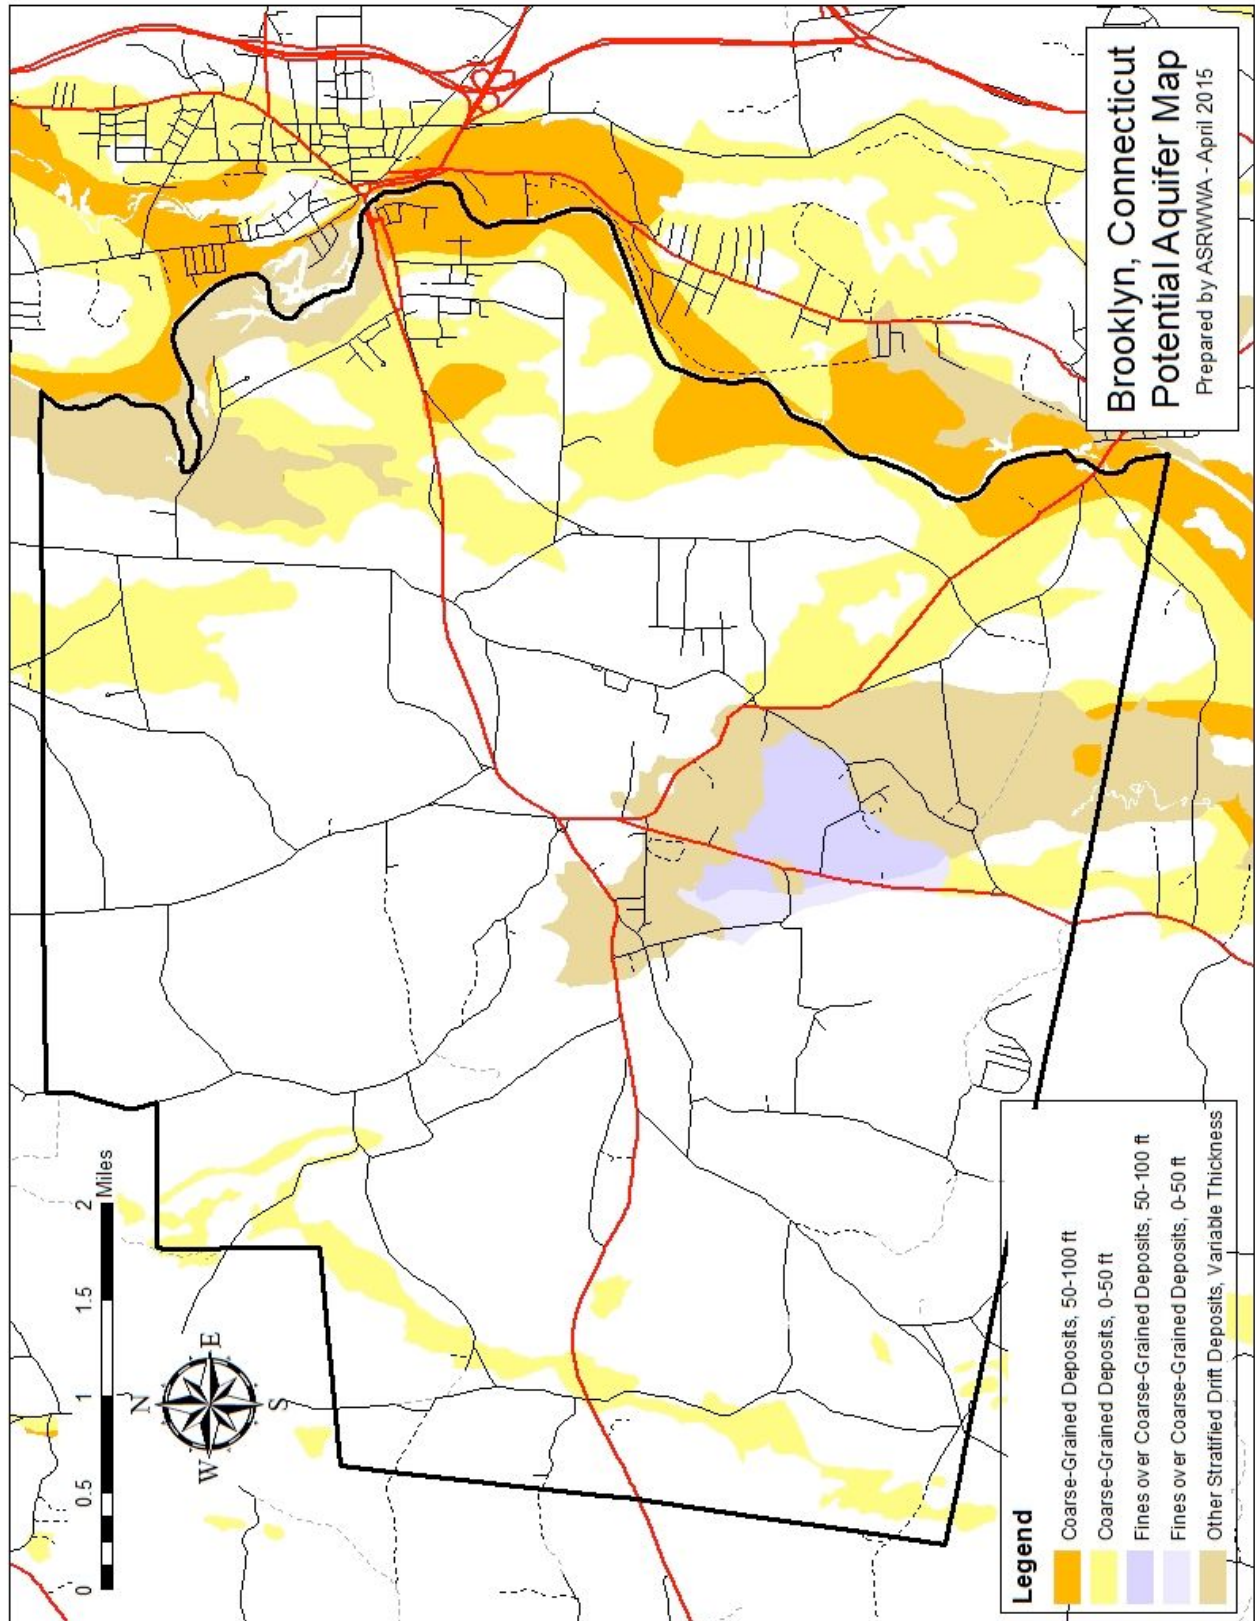 Brooklyn, Connecticut
Potential Aquifer Map
Prepared by ASRWWA - April 2015
0 0.5 1 1.5 2
Miles
N
W E
S
Legend
Coarse-Grained Deposits, 50-100 ft
Coarse-Grained Deposits, 0-50 ft
Fines over Coarse-Grained Deposits, 50-100 ft
Fines over Coarse-Grained Deposits, 0-50 ft
Other Stratified Drift Deposits, Variable Thickness